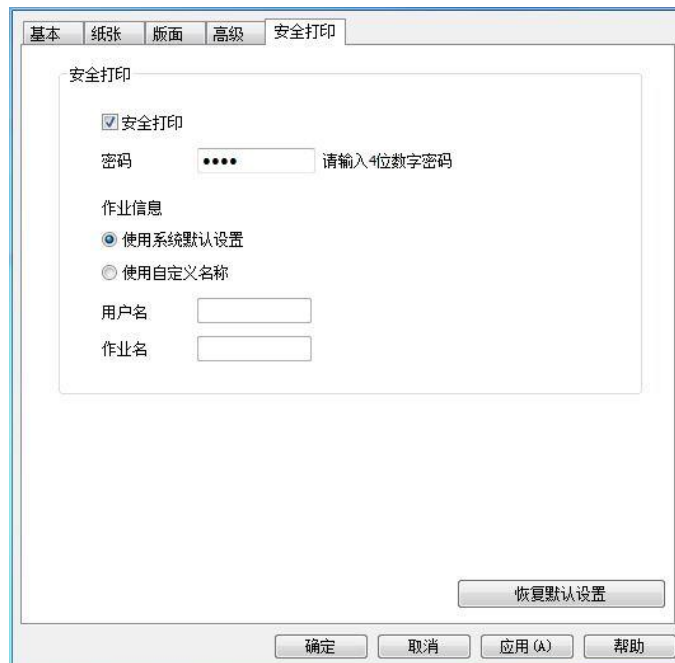 基本 纸张 版面 高级 安全打印
安全打印
安全打印
密码 •••• 请输入4位数字密码
作业信息
使用系统默认设置
使用自定义名称
用户名
作业名
恢复默认设置
确定 取消 应用(A) 帮助